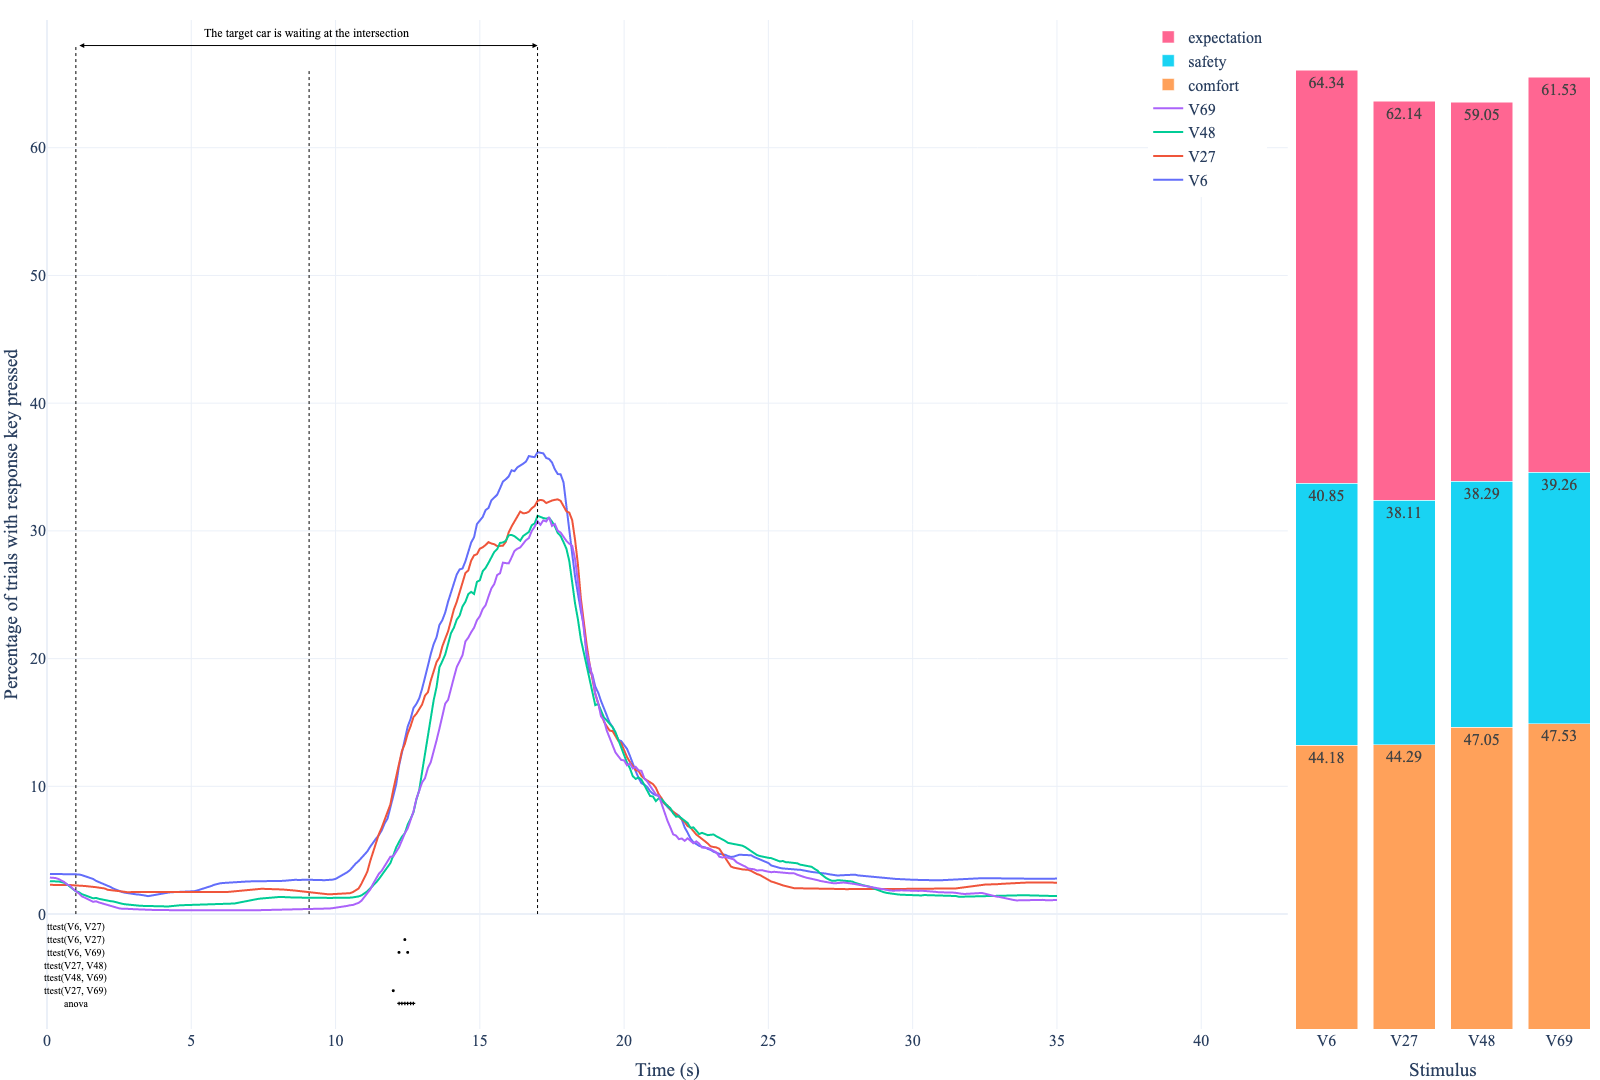 The target car is waiting at the intersection
expectation
safety
comfort
V69
V48
V27
V6
Percentage of trials with response key pressed
60
50
40
30
20
10
0
ttest(V6, V27)
ttest(V6, V27)
ttest(V6, V69)
ttest(V27, V48)
ttest(V48, V69)
ttest(V27, V69)
anova
0 5 10 15 20 25 30 35 40
Time (s)
64.34 62.14 59.05 61.53
40.85 38.11 38.29 39.26
44.18 44.29 47.05 47.53
V6 V27 V48 V69
Stimulus